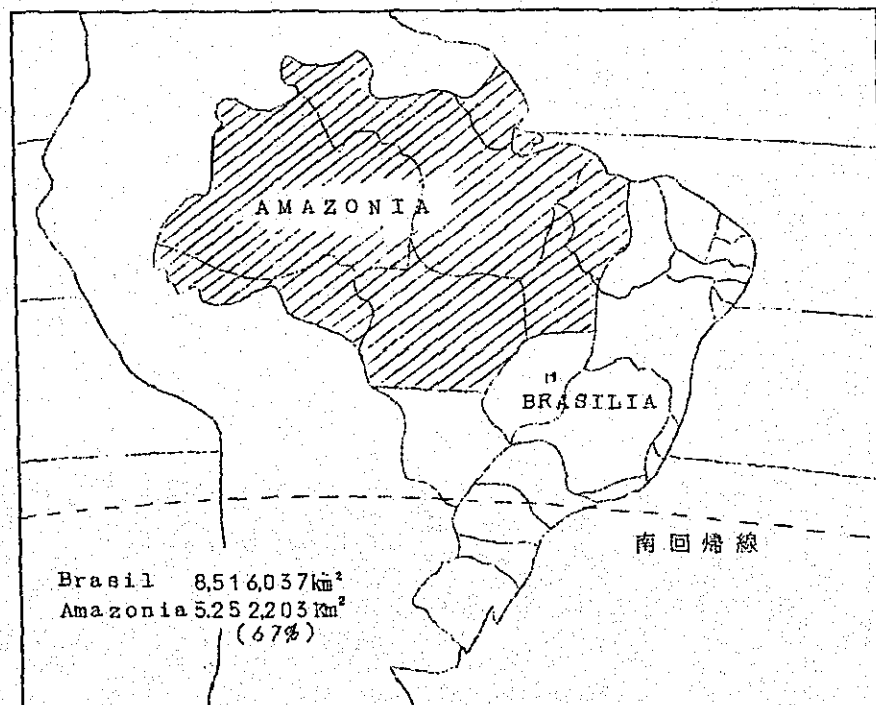 AMAZONIA
BRASILIA
南回帰線
Brasil 8,516,037km²
Amazonia 5.252,203Km²
(67%)